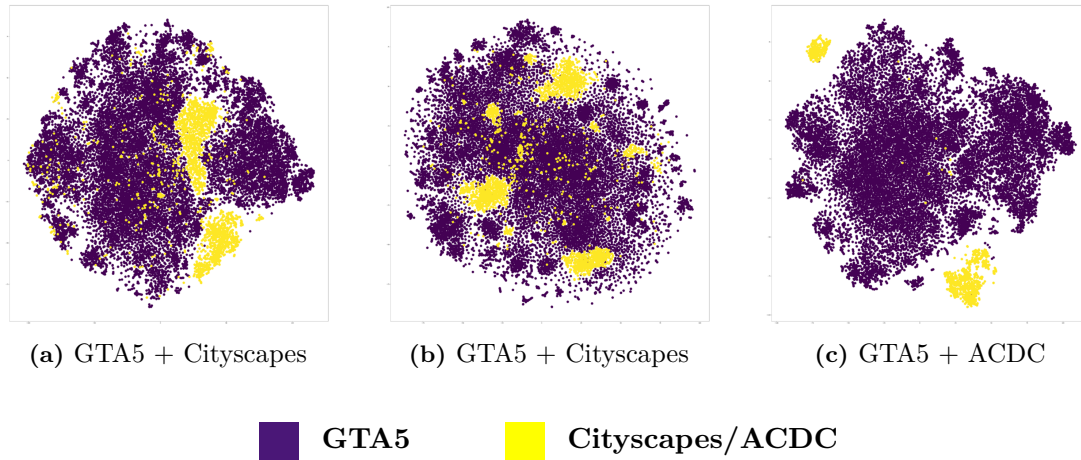 (a) GTA5 + Cityscapes
(b) GTA5 + Cityscapes
(c) GTA5 + ACDC
GTA5
Cityscapes/ACDC